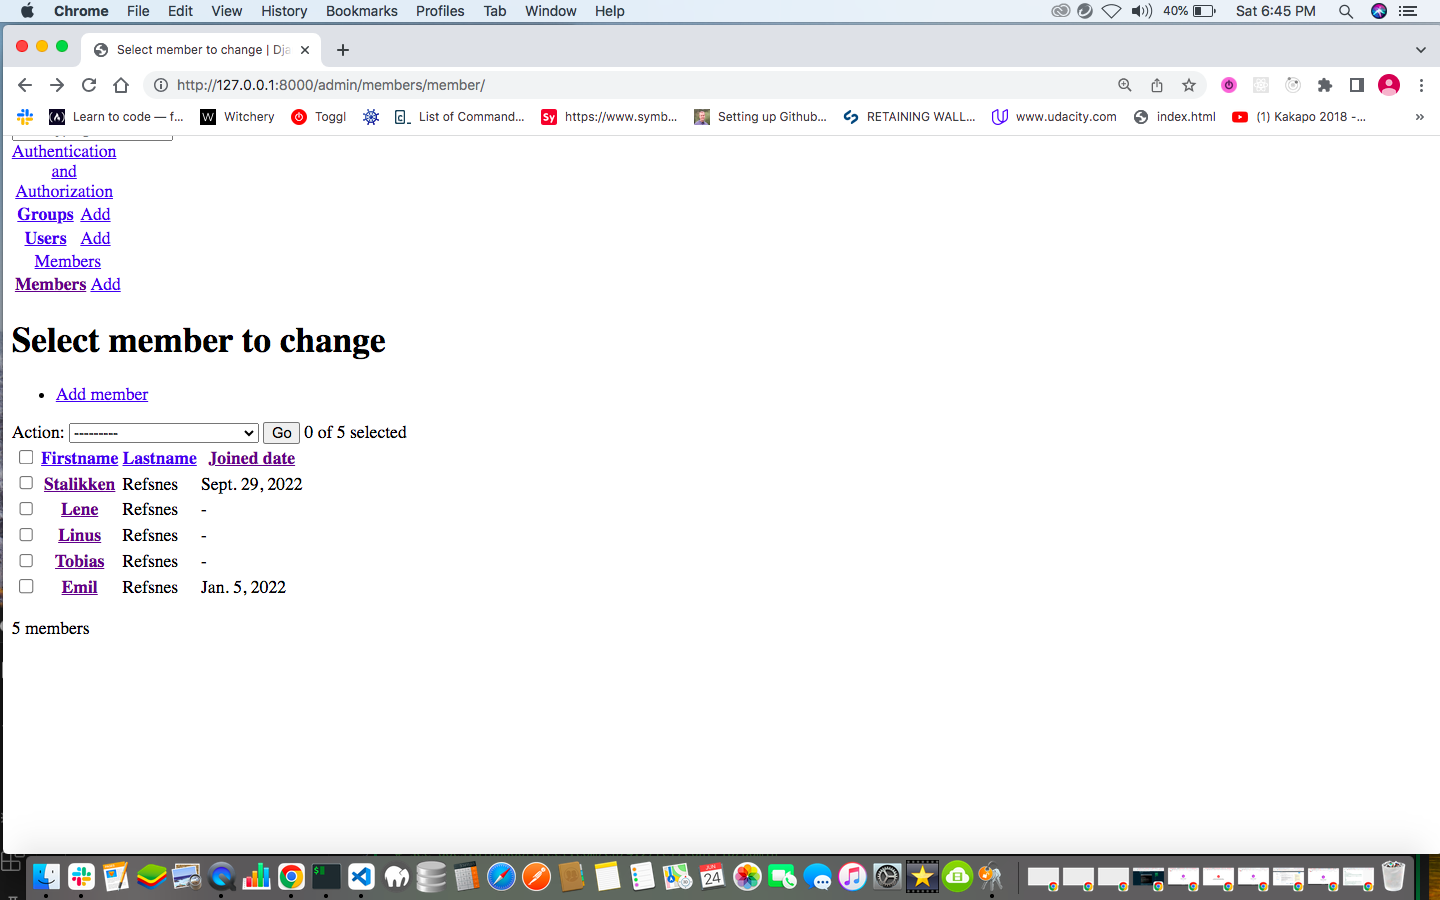 Chrome File Edit View History Bookmarks Profiles Tab Window Help 40% Sat 6:45 PM
Select member to change | Dja
http://127.0.0.1:8000/admin/members/member/
Learn to code — f... W Witchery Toggl List of Command... Sy https://www.symb... Setting up Github... RETAINING WALL... www.udacity.com index.html (1) Kakapo 2018 -...
Authentication
and
Authorization
Groups Add
Users Add
Members
Members Add
Select member to change
Add member
Action: --------- Go 0 of 5 selected
Firstname Lastname Joined date
Stalikken Refsnes Sept. 29, 2022
Lene Refsnes -
Linus Refsnes -
Tobias Refsnes -
Emil Refsnes Jan. 5, 2022
5 members
JUN
24